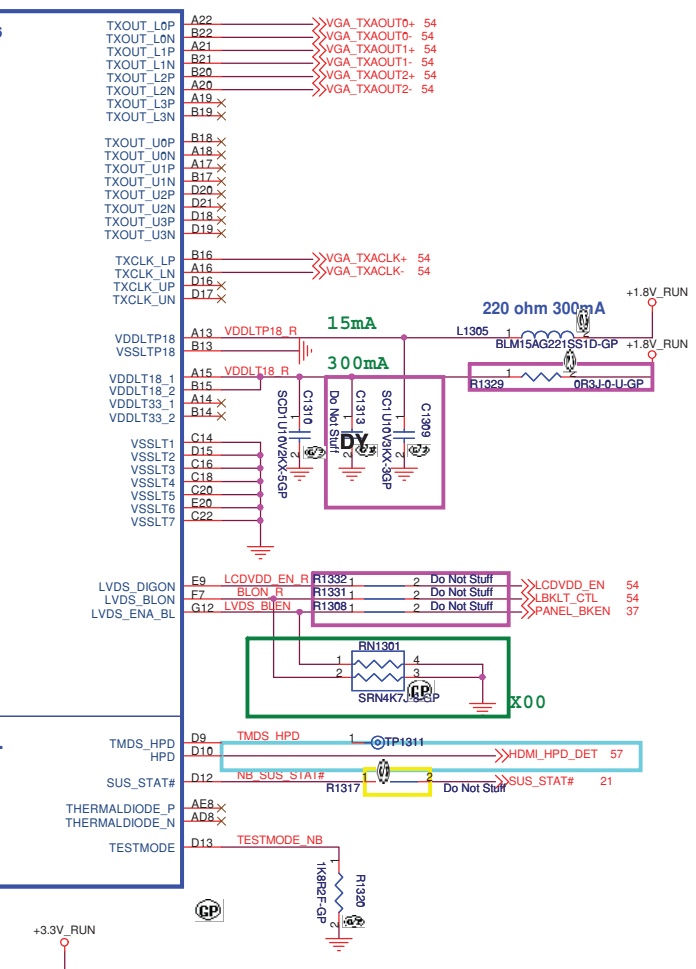 TXOUT_L0P A22 VGA_TXAOUT0+ 54
TXOUT_L0N B22 VGA_TXAOUT0- 54
TXOUT_L1P A21 VGA_TXAOUT1+ 54
TXOUT_L1N B21 VGA_TXAOUT1- 54
TXOUT_L2P B20 VGA_TXAOUT2+ 54
TXOUT_L2N A20 VGA_TXAOUT2- 54
TXOUT_L3P A19
TXOUT_L3N B19
TXOUT_U0P B18
TXOUT_U0N A18
TXOUT_U1P A17
TXOUT_U1N B17
TXOUT_U2P D20
TXOUT_U2N D21
TXOUT_U3P D18
TXOUT_U3N D19
TXCLK_LP B16 VGA_TXACLK+ 54
TXCLK_LN A16 VGA_TXACLK- 54
TXCLK_UP D16
TXCLK_UN D17
220 ohm 300mA
+1.8V_RUN
15mA
VDDLTP18 A13 VDDLTP18_R L1305 1 2
VSSLTP18 B13 BLM15AG221SS1D-GP +1.8V_RUN
300mA
VDDLT18_1 A15 VDDLT18_R 1 2
VDDLT18_2 B15 R1329 0R3J-0-U-GP
VDDLT33_1 A14
VDDLT33_2 B14
C1310 1 2
SCD1U10V2KX-5GP
C1313 1 2
Do Not Stuff
DY
C1309 1 2
SC1U10V3KX-3GP
VSSLT1 C14
VSSLT2 D15
VSSLT3 C16
VSSLT4 C18
VSSLT5 C20
VSSLT6 E20
VSSLT7 C22
LVDS_DIGON E9 LCDVDD_EN_R R1332 1 2 Do Not Stuff LCDVDD_EN 54
LVDS_BLON F7 BLON_R R1331 1 2 Do Not Stuff LBKLT_CTL 54
LVDS_ENA_BL G12 LVDS_BLEN R1308 1 2 Do Not Stuff PANEL_BKEN 37
RN1301
1 4
2 3
GP
X00
TMDS_HPD D9 TMDS_HPD 1 TP1311
HPD D10 HDMI_HPD_DET 57
SUS_STAT# D12 NB_SUS_STAT# 1 2 SUS_STAT# 21
R1317 Do Not Stuff
THERMALDIODE_P AE8
THERMALDIODE_N AD8
TESTMODE D13 TESTMODE_NB
1 2
R1320
1K8R2F-GP
GP
+3.3V_RUN